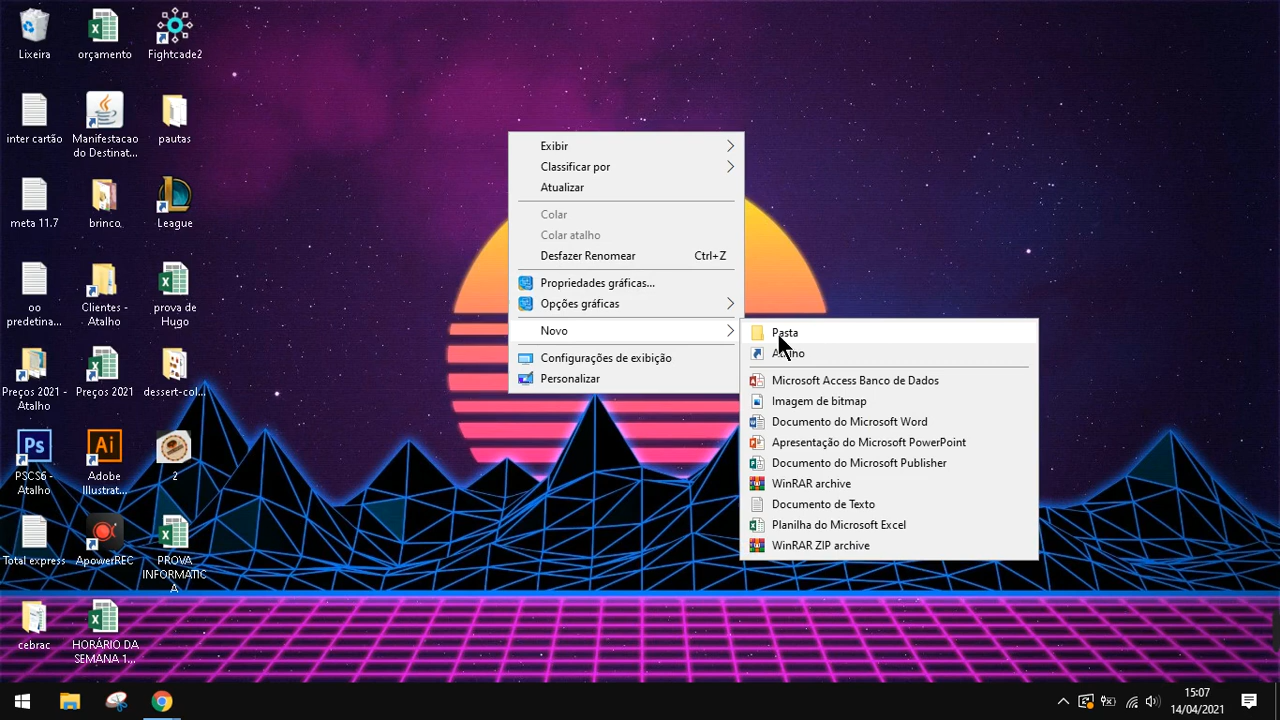 Lixeira
orçamento
Fightcade2
inter cartão
Manifestacao
do Destinat...
pautas
meta 11.7
brinco
League
oo
predetina...
Clientes -
Atalho
prova de
Hugo
Preços 2021 -
Atalho
Preços 2021
dessert-col...
Ps
PSCS6 -
Atalho
Ai
Adobe
Illustrat...
2
Total express
ApowerREC
PROVA
INFORMATIC
A
cebrac
HORÁRIO DA
SEMANA 1...
Exibir
Classificar por
Atualizar
Colar
Colar atalho
Desfazer Renomear Ctrl+Z
Propriedades gráficas...
Opções gráficas
Novo
Configurações de exibição
Personalizar
Pasta
Atalho
Microsoft Access Banco de Dados
Imagem de bitmap
Documento do Microsoft Word
Apresentação do Microsoft PowerPoint
Documento do Microsoft Publisher
WinRAR archive
Documento de Texto
Planilha do Microsoft Excel
WinRAR ZIP archive
15:07
14/04/2021